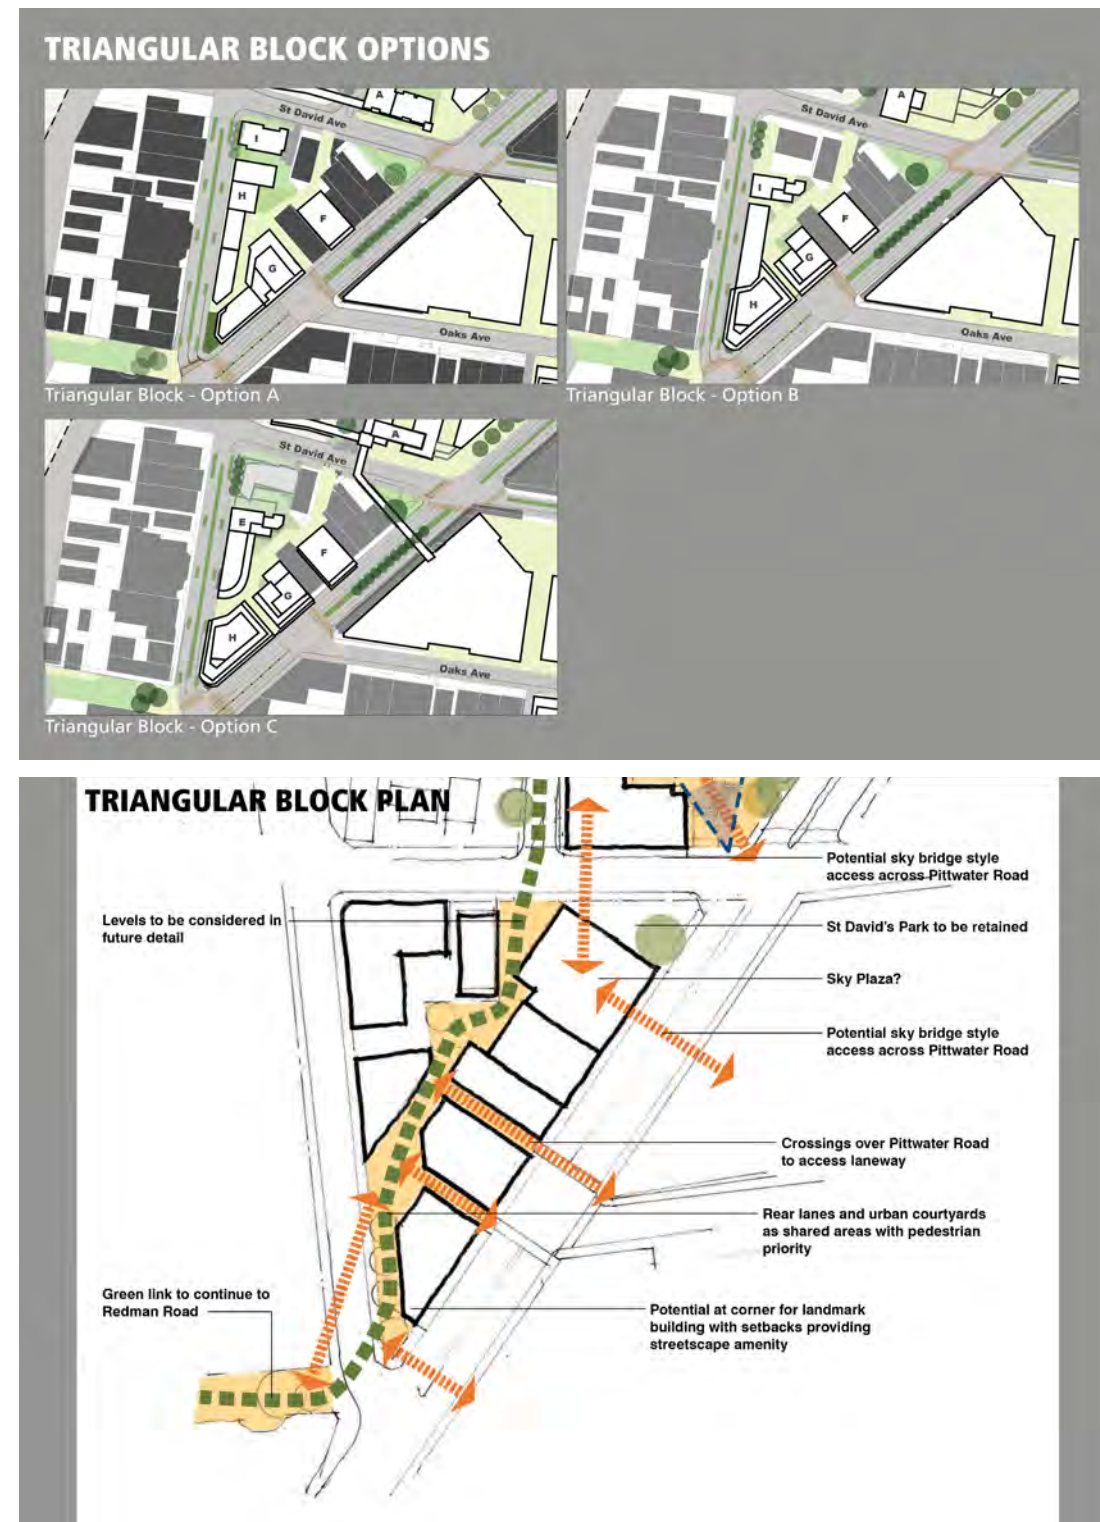 TRIANGULAR BLOCK OPTIONS
A
St David Ave
I
H
F
G
Oaks Ave
Triangular Block - Option A
A
St David Ave
I
F
G
H
Oaks Ave
Triangular Block - Option B
A
St David Ave
E
F
G
H
Oaks Ave
Triangular Block - Option C
TRIANGULAR BLOCK PLAN
Potential sky bridge style
access across Pittwater Road
Levels to be considered in
future detail
St David's Park to be retained
Sky Plaza?
Potential sky bridge style
access across Pittwater Road
Crossings over Pittwater Road
to access laneway
Rear lanes and urban courtyards
as shared areas with pedestrian
priority
Green link to continue to
Redman Road
Potential at corner for landmark
building with setbacks providing
streetscape amenity